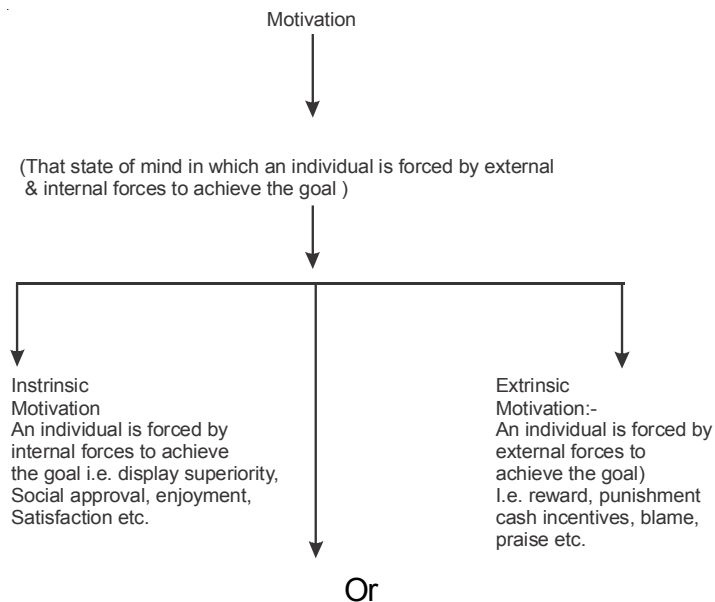 Motivation
(That state of mind in which an individual is forced by external
& internal forces to achieve the goal )
Instrinsic
Motivation
An individual is forced by
internal forces to achieve
the goal i.e. display superiority,
Social approval, enjoyment,
Satisfaction etc.
Extrinsic
Motivation:-
An individual is forced by
external forces to
achieve the goal)
I.e. reward, punishment
cash incentives, blame,
praise etc.
Or